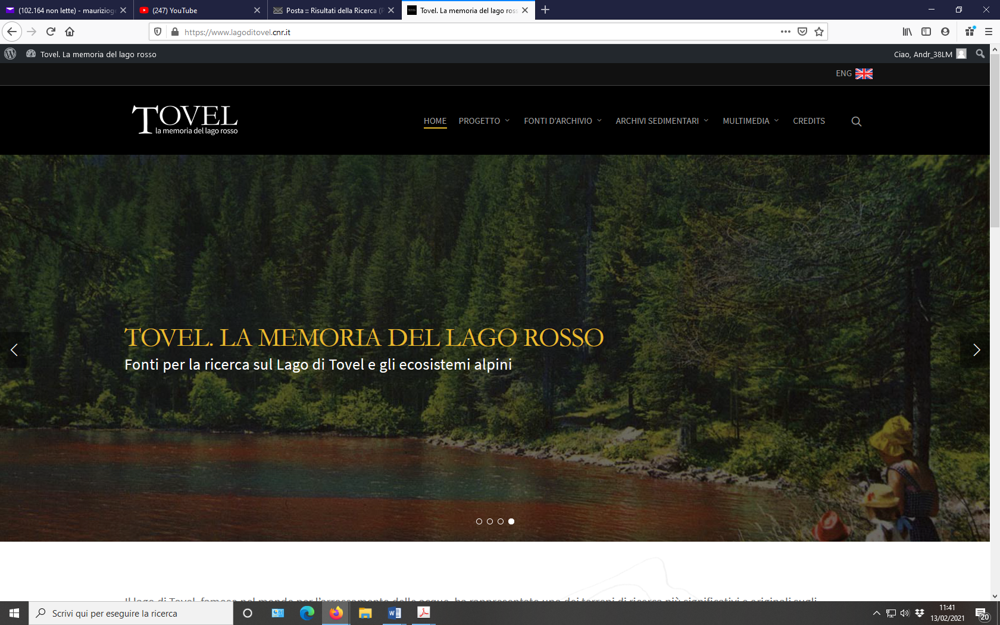 (102.164 non lette) - mauriziog
(247) YouTube
Posta :: Risultati della Ricerca (P
Tovel. La memoria del lago ross
https://www.lagoditovel.cnr.it
Tovel. La memoria del lago rosso
Ciao, Andr_38LM
ENG
TOVEL
la memoria del lago rosso
HOME
PROGETTO
FONTI D'ARCHIVIO
ARCHIVI SEDIMENTARI
MULTIMEDIA
CREDITS
TOVEL. LA MEMORIA DEL LAGO ROSSO
Fonti per la ricerca sul Lago di Tovel e gli ecosistemi alpini
Il lago di Tovel, famoso nel mondo per l'arrossamento delle acque, ha rappresentato uno dei terreni di ricerca più significativi e originali sugli
Scrivi qui per eseguire la ricerca
11:41
13/02/2021
20